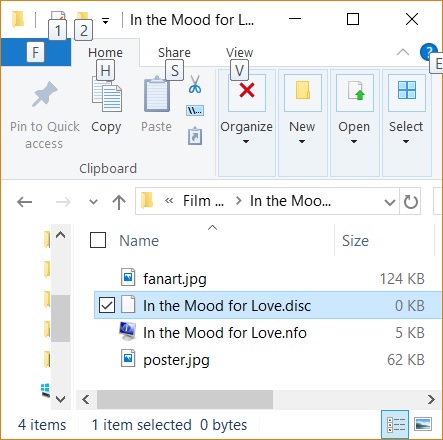 In the Mood for L...
1 2
F Home Share View
H S V E
Pin to Quick access
Copy
Paste
Organize
New
Open
Select
Clipboard
« Film ... In the Moo...
Name Size
fanart.jpg 124 KB
In the Mood for Love.disc 0 KB
In the Mood for Love.nfo 5 KB
poster.jpg 62 KB
4 items 1 item selected 0 bytes